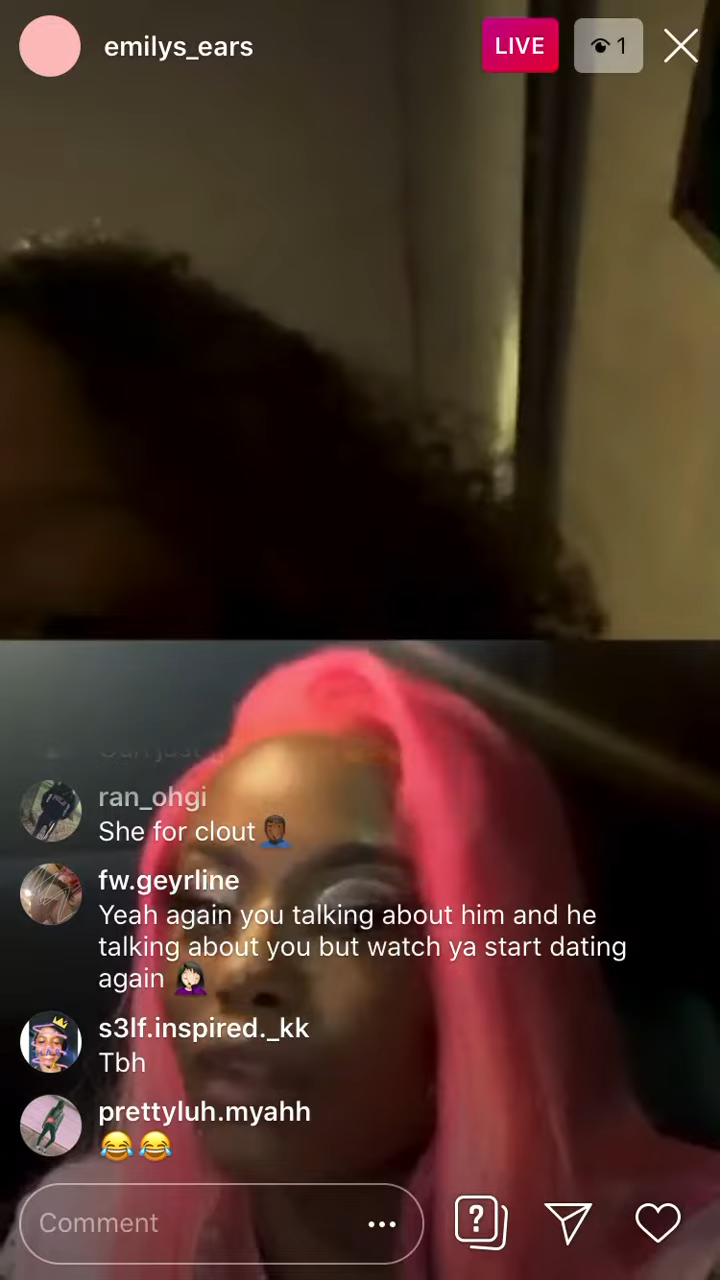 emilys_ears
LIVE
1
ran_ohgi
She for clout🤦🏾‍♂️
fw.geyrline
Yeah again you talking about him and he
talking about you but watch ya start dating
again 🤦🏻‍♀️
s3lf.inspired._kk
Tbh
prettyluh.myahh
😂😂
Comment
?